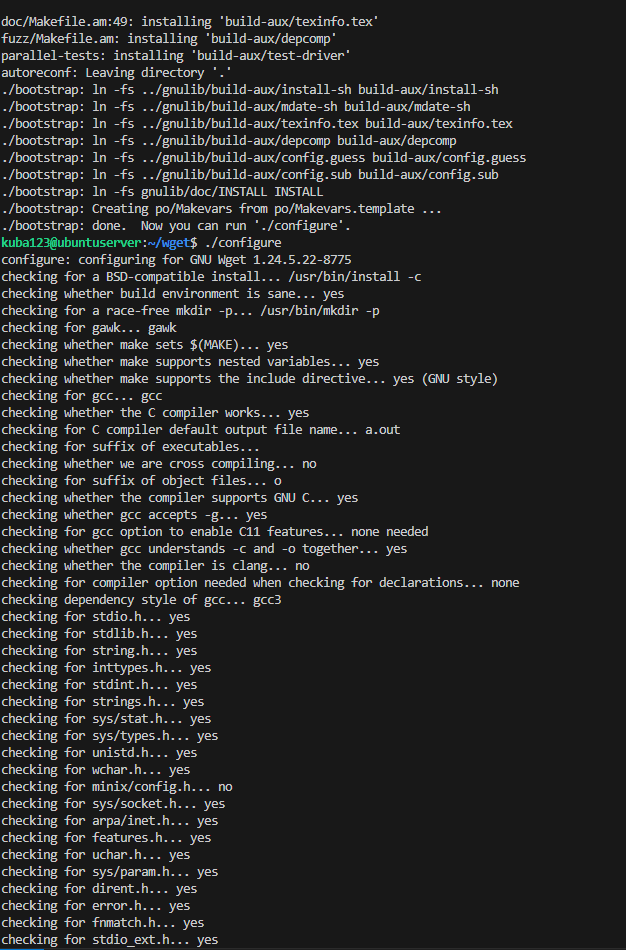 doc/Makefile.am:49: installing 'build-aux/texinfo.tex'
fuzz/Makefile.am: installing 'build-aux/depcomp'
parallel-tests: installing 'build-aux/test-driver'
autoreconf: Leaving directory '.'
./bootstrap: ln -fs ../gnulib/build-aux/install-sh build-aux/install-sh
./bootstrap: ln -fs ../gnulib/build-aux/mdate-sh build-aux/mdate-sh
./bootstrap: ln -fs ../gnulib/build-aux/texinfo.tex build-aux/texinfo.tex
./bootstrap: ln -fs ../gnulib/build-aux/depcomp build-aux/depcomp
./bootstrap: ln -fs ../gnulib/build-aux/config.guess build-aux/config.guess
./bootstrap: ln -fs ../gnulib/build-aux/config.sub build-aux/config.sub
./bootstrap: ln -fs gnulib/doc/INSTALL INSTALL
./bootstrap: Creating po/Makevars from po/Makevars.template ...
./bootstrap: done.  Now you can run './configure'.
kuba123@ubuntuserver:~/wget$ ./configure
configure: configuring for GNU Wget 1.24.5.22-8775
checking for a BSD-compatible install... /usr/bin/install -c
checking whether build environment is sane... yes
checking for a race-free mkdir -p... /usr/bin/mkdir -p
checking for gawk... gawk
checking whether make sets $(MAKE)... yes
checking whether make supports nested variables... yes
checking whether make supports the include directive... yes (GNU style)
checking for gcc... gcc
checking whether the C compiler works... yes
checking for C compiler default output file name... a.out
checking for suffix of executables...
checking whether we are cross compiling... no
checking for suffix of object files... o
checking whether the compiler supports GNU C... yes
checking whether gcc accepts -g... yes
checking for gcc option to enable C11 features... none needed
checking whether gcc understands -c and -o together... yes
checking whether the compiler is clang... no
checking for compiler option needed when checking for declarations... none
checking dependency style of gcc... gcc3
checking for stdio.h... yes
checking for stdlib.h... yes
checking for string.h... yes
checking for inttypes.h... yes
checking for stdint.h... yes
checking for strings.h... yes
checking for sys/stat.h... yes
checking for sys/types.h... yes
checking for unistd.h... yes
checking for wchar.h... yes
checking for minix/config.h... no
checking for sys/socket.h... yes
checking for arpa/inet.h... yes
checking for features.h... yes
checking for uchar.h... yes
checking for sys/param.h... yes
checking for dirent.h... yes
checking for error.h... yes
checking for fnmatch.h... yes
checking for stdio_ext.h... yes